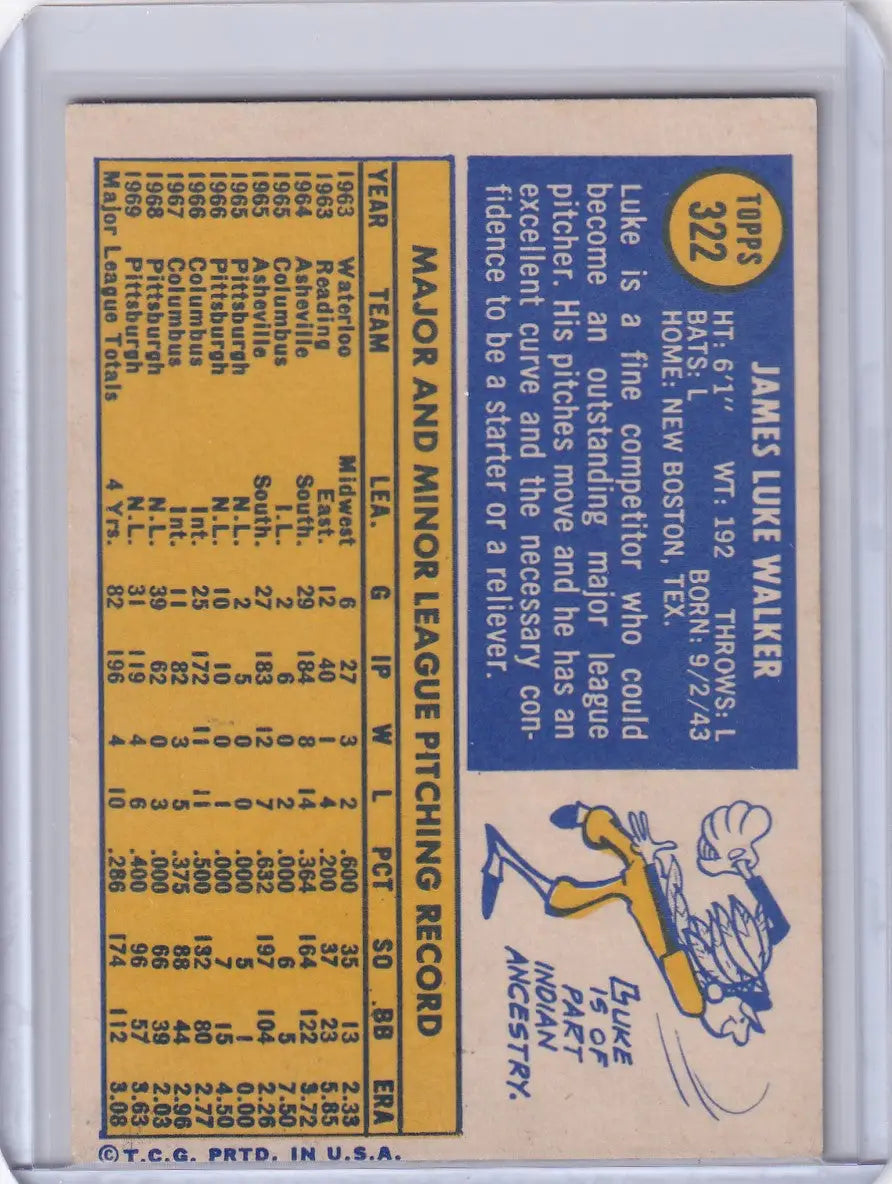 TOPPS
322
JAMES LUKE WALKER
HT: 6'1" WT: 192 THROWS: L
BATS: L BORN: 9/2/43
HOME: NEW BOSTON, TEX.
Luke is a fine competitor who could
become an outstanding major league
pitcher. His pitches move and he has an
excellent curve and the necessary con-
fidence to be a starter or a reliever.
LUKE
IS OF
PART
INDIAN
ANCESTRY.
MAJOR AND MINOR LEAGUE PITCHING RECORD
YEAR TEAM LEA. G IP W L PCT SO BB ERA
1963 Waterloo Midwest 6 27 3 2 .600 35 13 2.33
1963 Reading East. 12 40 1 4 .200 37 23 5.85
1964 Asheville South. 29 184 8 14 .364 164 122 3.72
1965 Columbus I.L. 2 6 0 2 .000 6 5 7.50
1965 Asheville South. 27 183 12 7 .632 197 104 2.26
1965 Pittsburgh N.L. 2 5 0 0 .000 5 1 0.00
1966 Pittsburgh N.L. 10 10 0 1 .000 7 15 4.50
1966 Columbus Int. 25 172 11 11 .500 132 80 2.77
1967 Columbus Int. 11 82 3 5 .375 88 44 2.96
1968 Pittsburgh N.L. 39 62 0 3 .000 66 39 2.03
1969 Pittsburgh N.L. 31 119 4 6 .400 96 57 3.63
Major League Totals 4 Yrs. 82 196 4 10 .286 174 112 3.08
©T.C.G. PRTD. IN U.S.A.